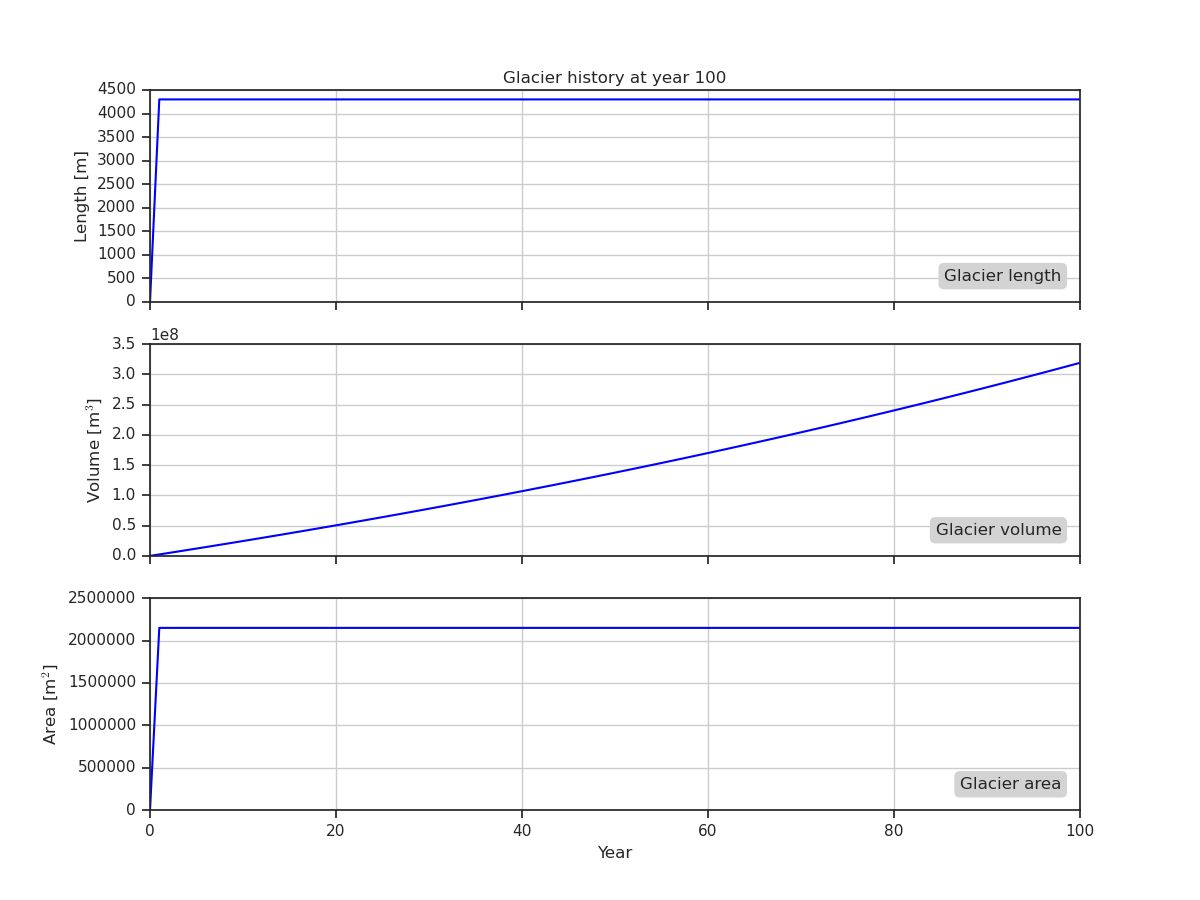 Glacier history at year 100
4500
4000
3500
3000
2500
2000
1500
1000
500
0
Length [m]
Glacier length
1e8
3.5
3.0
2.5
2.0
1.5
1.0
0.5
0.0
Volume [m³]
Glacier volume
2500000
2000000
1500000
1000000
500000
0
Area [m²]
Glacier area
0 20 40 60 80 100
Year